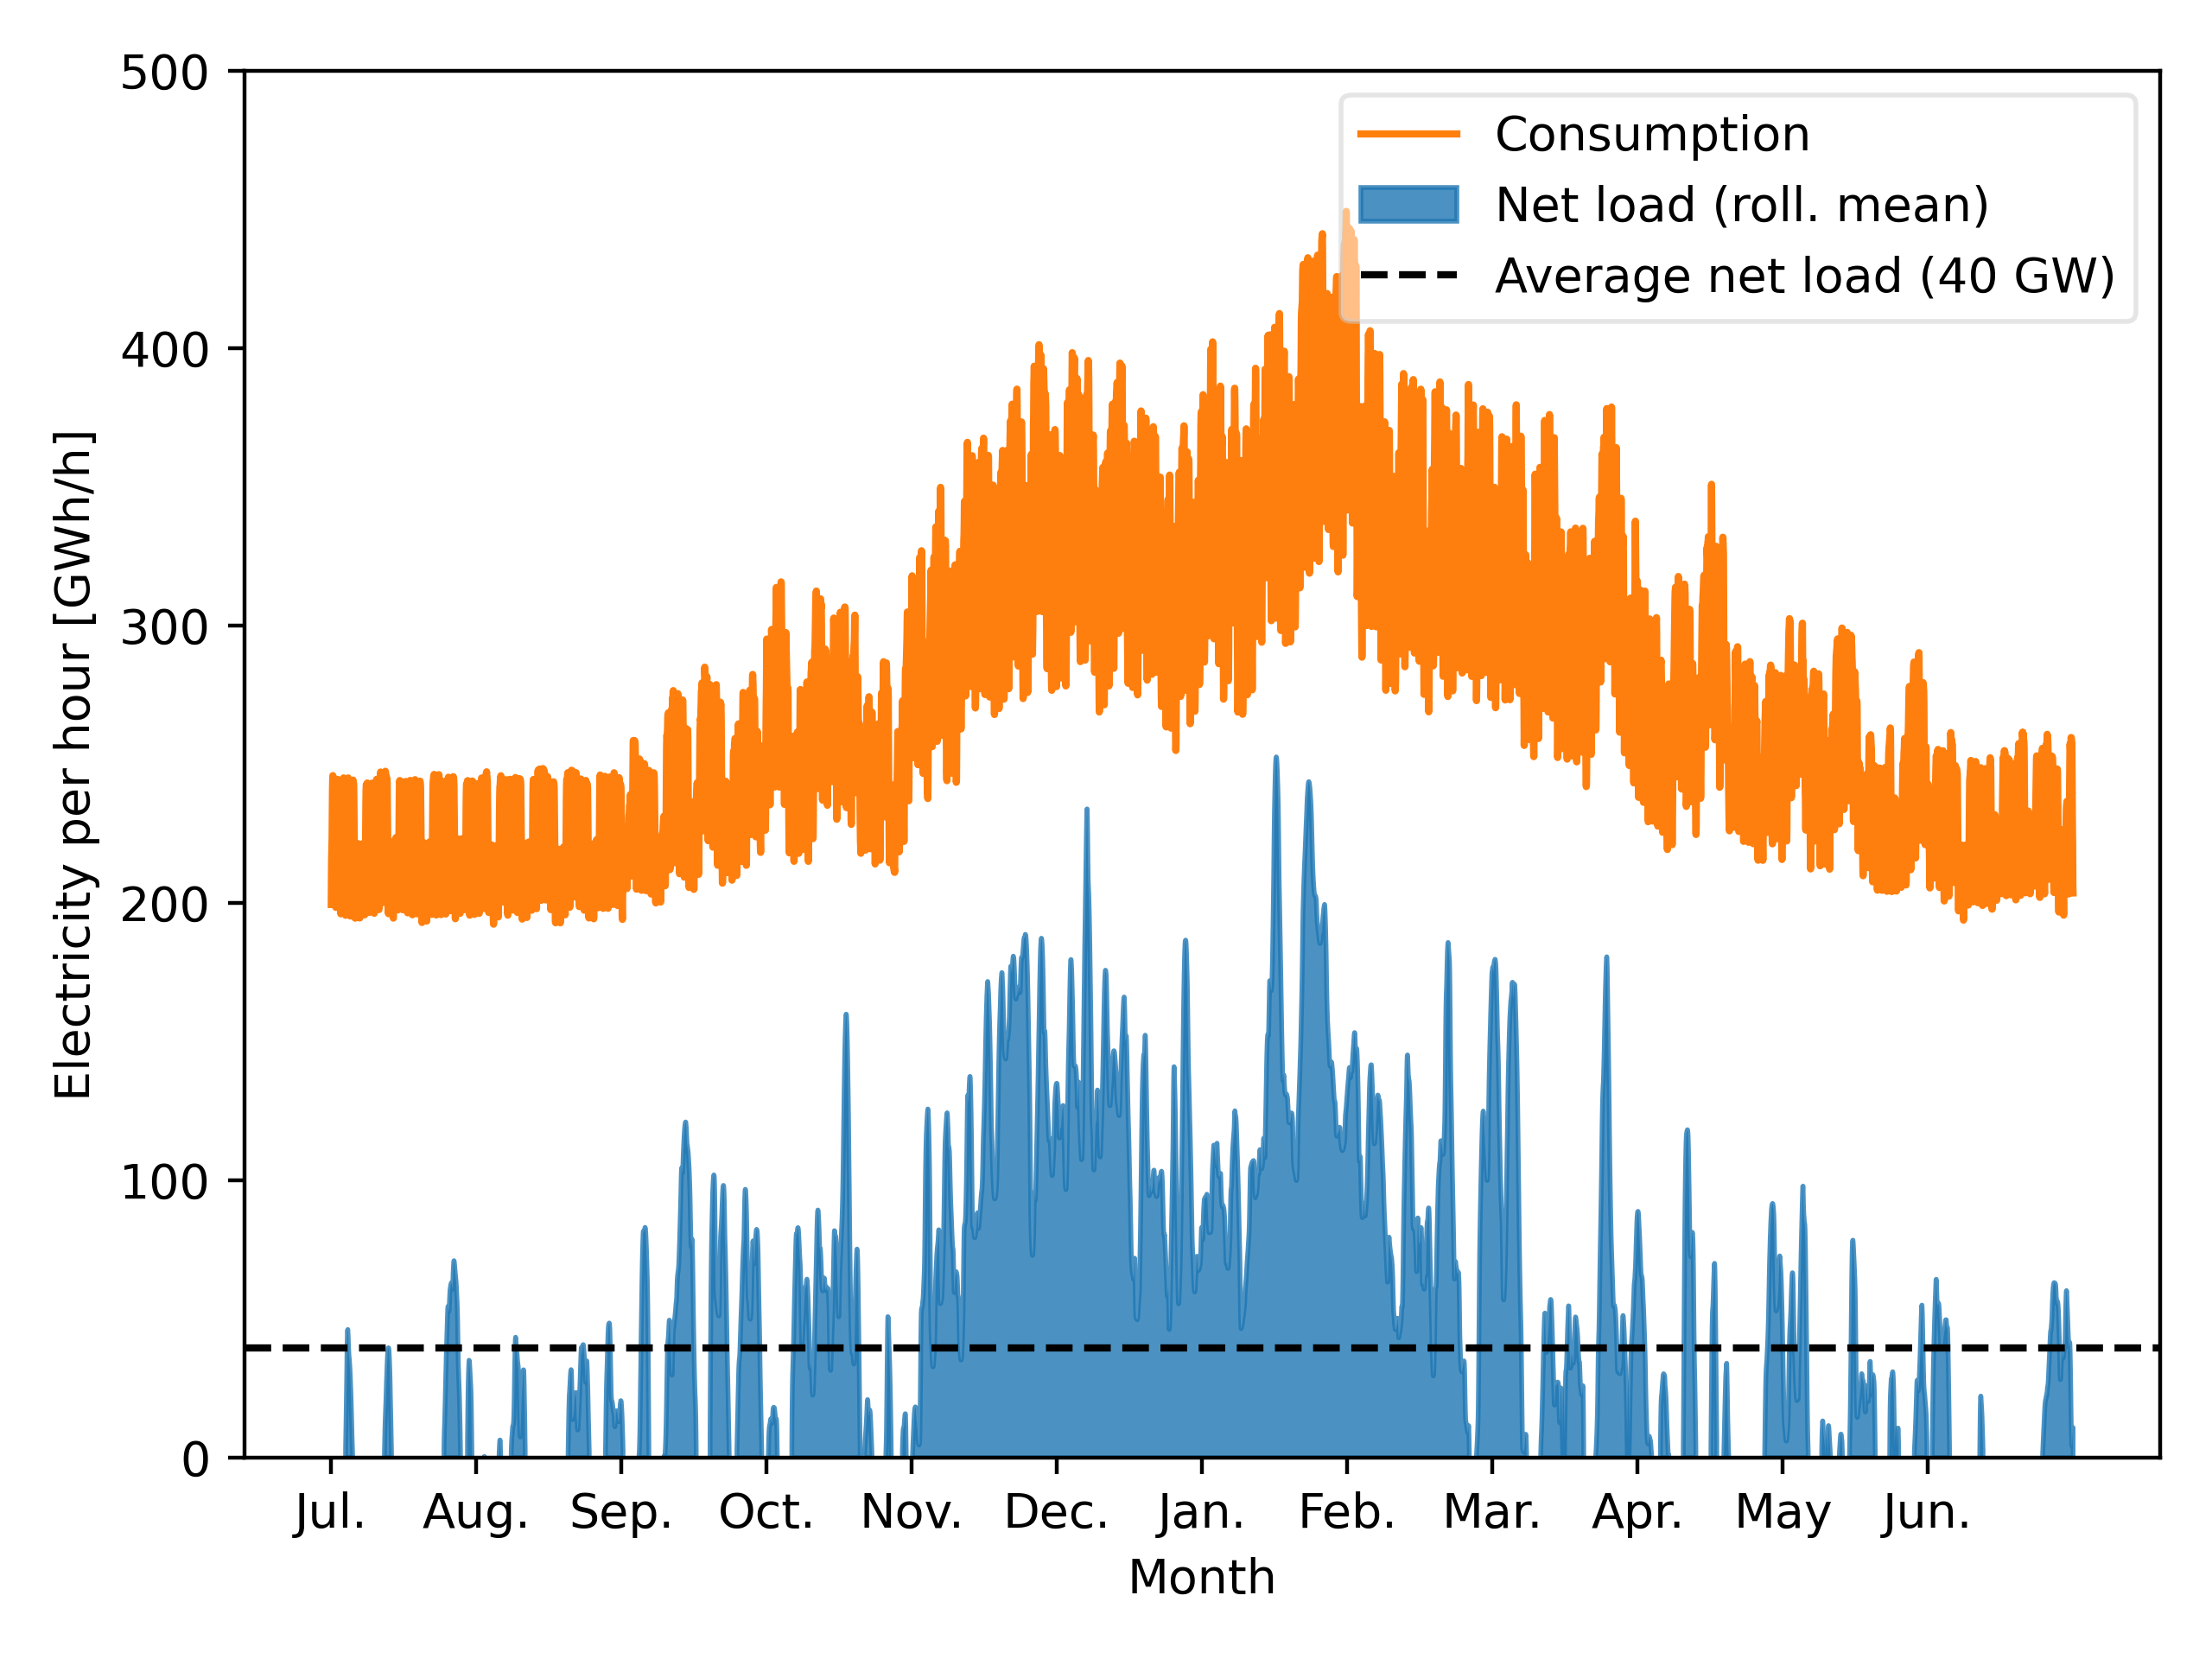 500
400
300
200
100
0
Electricity per hour [GWh/h]
Consumption
Net load (roll. mean)
Average net load (40 GW)
Jul. Aug. Sep. Oct. Nov. Dec. Jan. Feb. Mar. Apr. May Jun.
Month